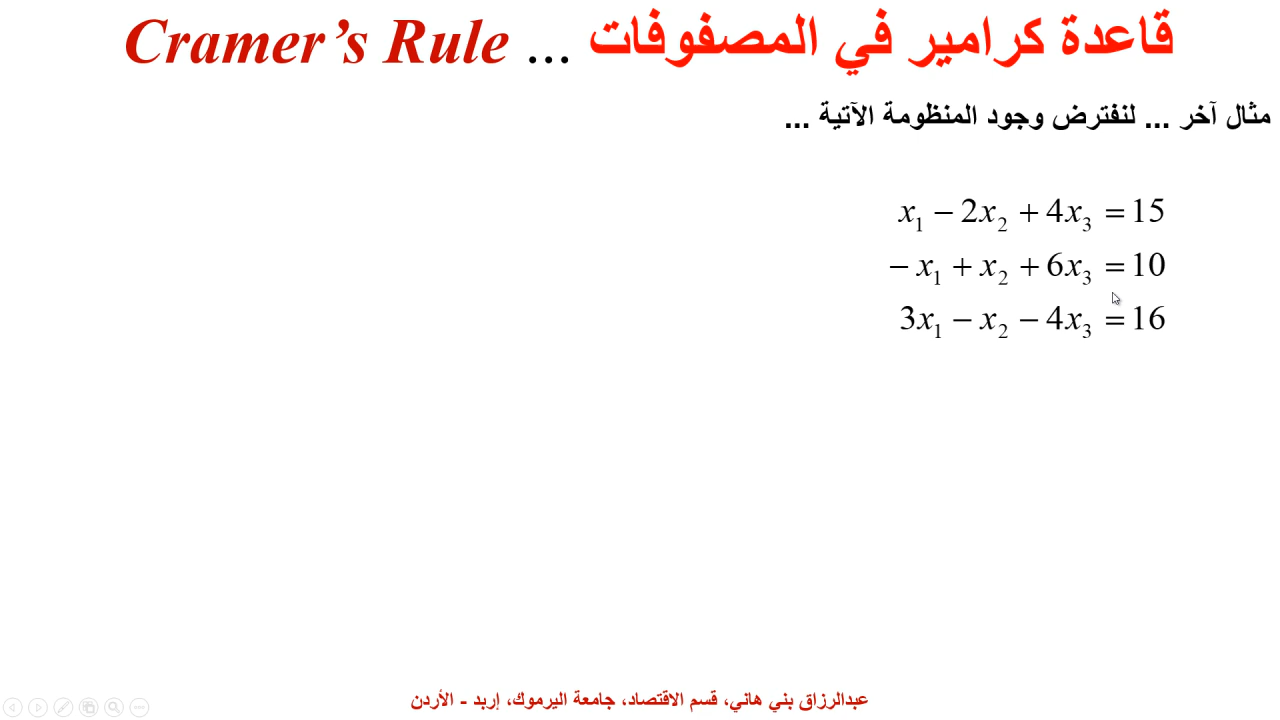 قاعدة كرامير في المصفوفات ... Cramer’s Rule
مثال آخر ... لنفترض وجود المنظومة الآتية ...
x₁ − 2x₂ + 4x₃ = 15
− x₁ + x₂ + 6x₃ = 10
3x₁ − x₂ − 4x₃ = 16
عبدالرزاق بني هاني، قسم الاقتصاد، جامعة اليرموك، إربد - الأردن